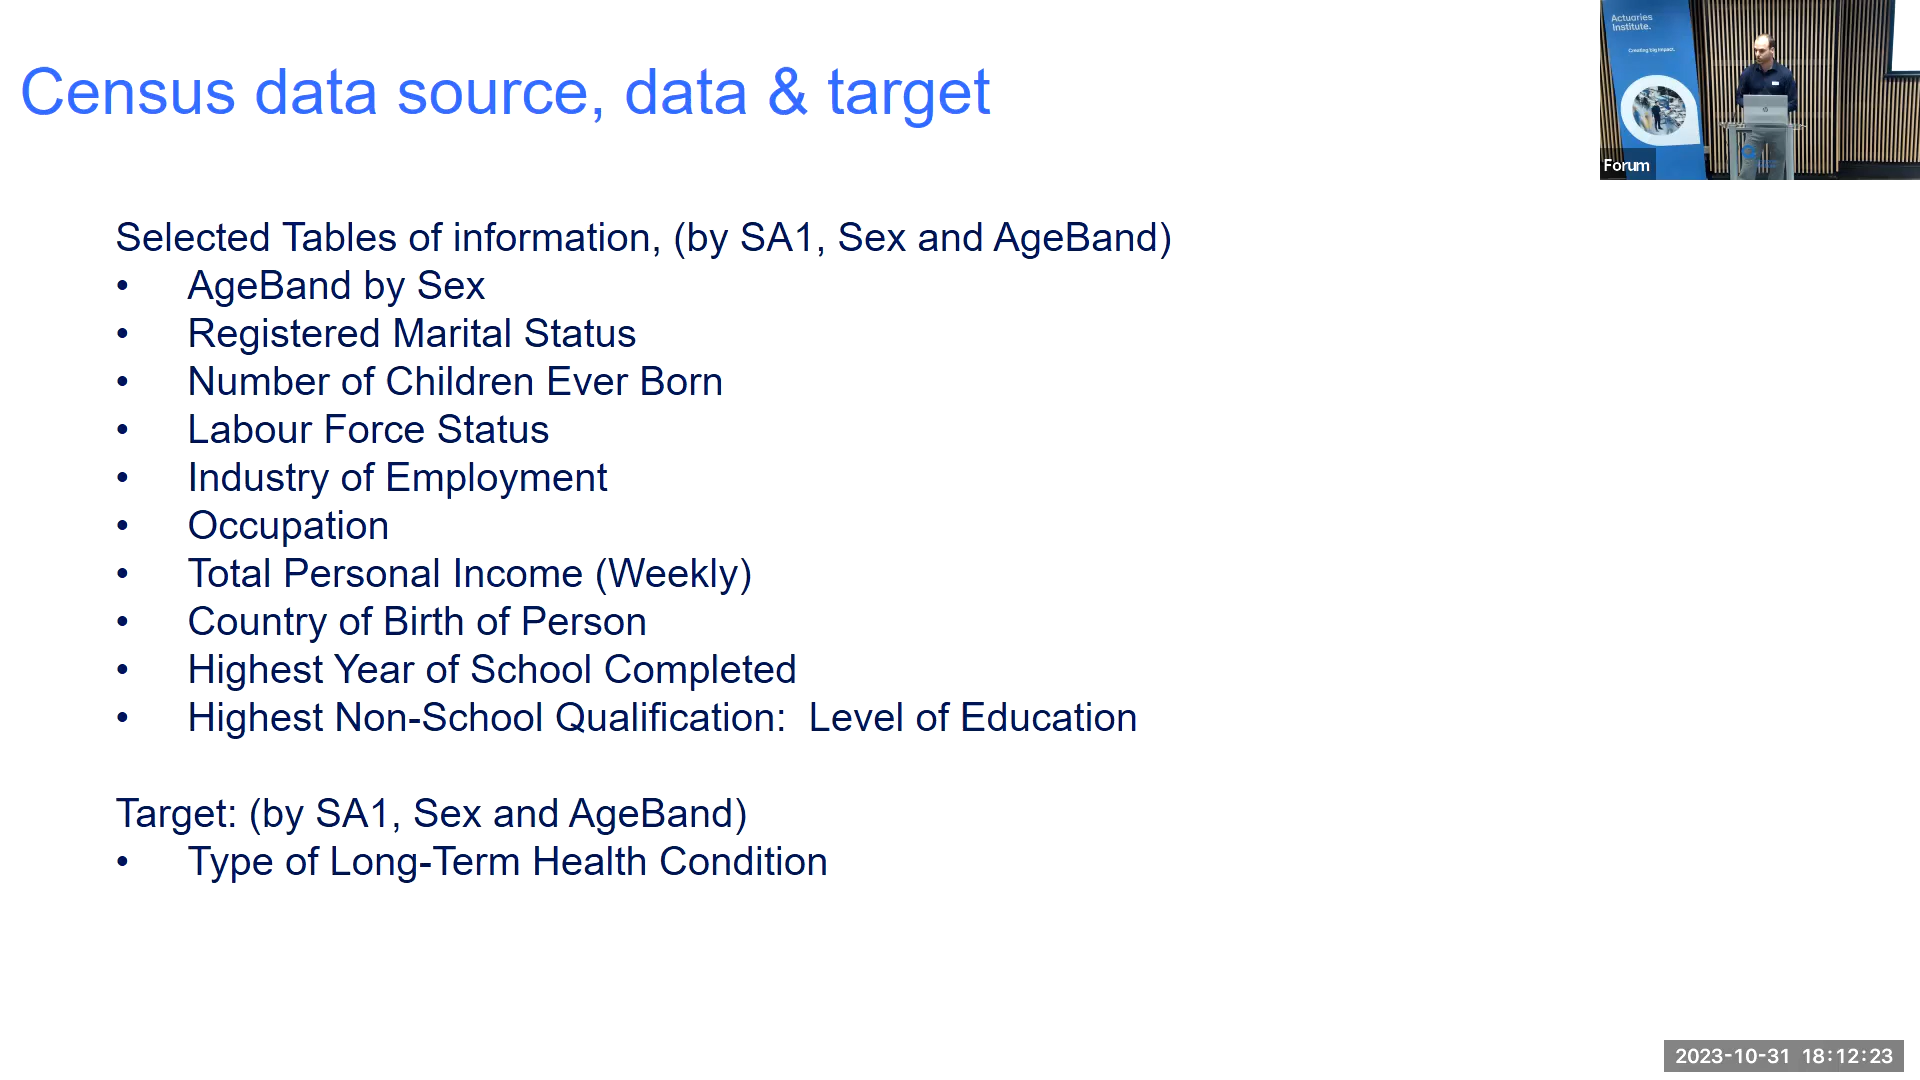 Census data source, data & target
Actuaries
Institute.
Creating big impact.
Forum
Selected Tables of information, (by SA1, Sex and AgeBand)
• AgeBand by Sex
• Registered Marital Status
• Number of Children Ever Born
• Labour Force Status
• Industry of Employment
• Occupation
• Total Personal Income (Weekly)
• Country of Birth of Person
• Highest Year of School Completed
• Highest Non-School Qualification:  Level of Education
Target: (by SA1, Sex and AgeBand)
• Type of Long-Term Health Condition
2023-10-31 18:12:23